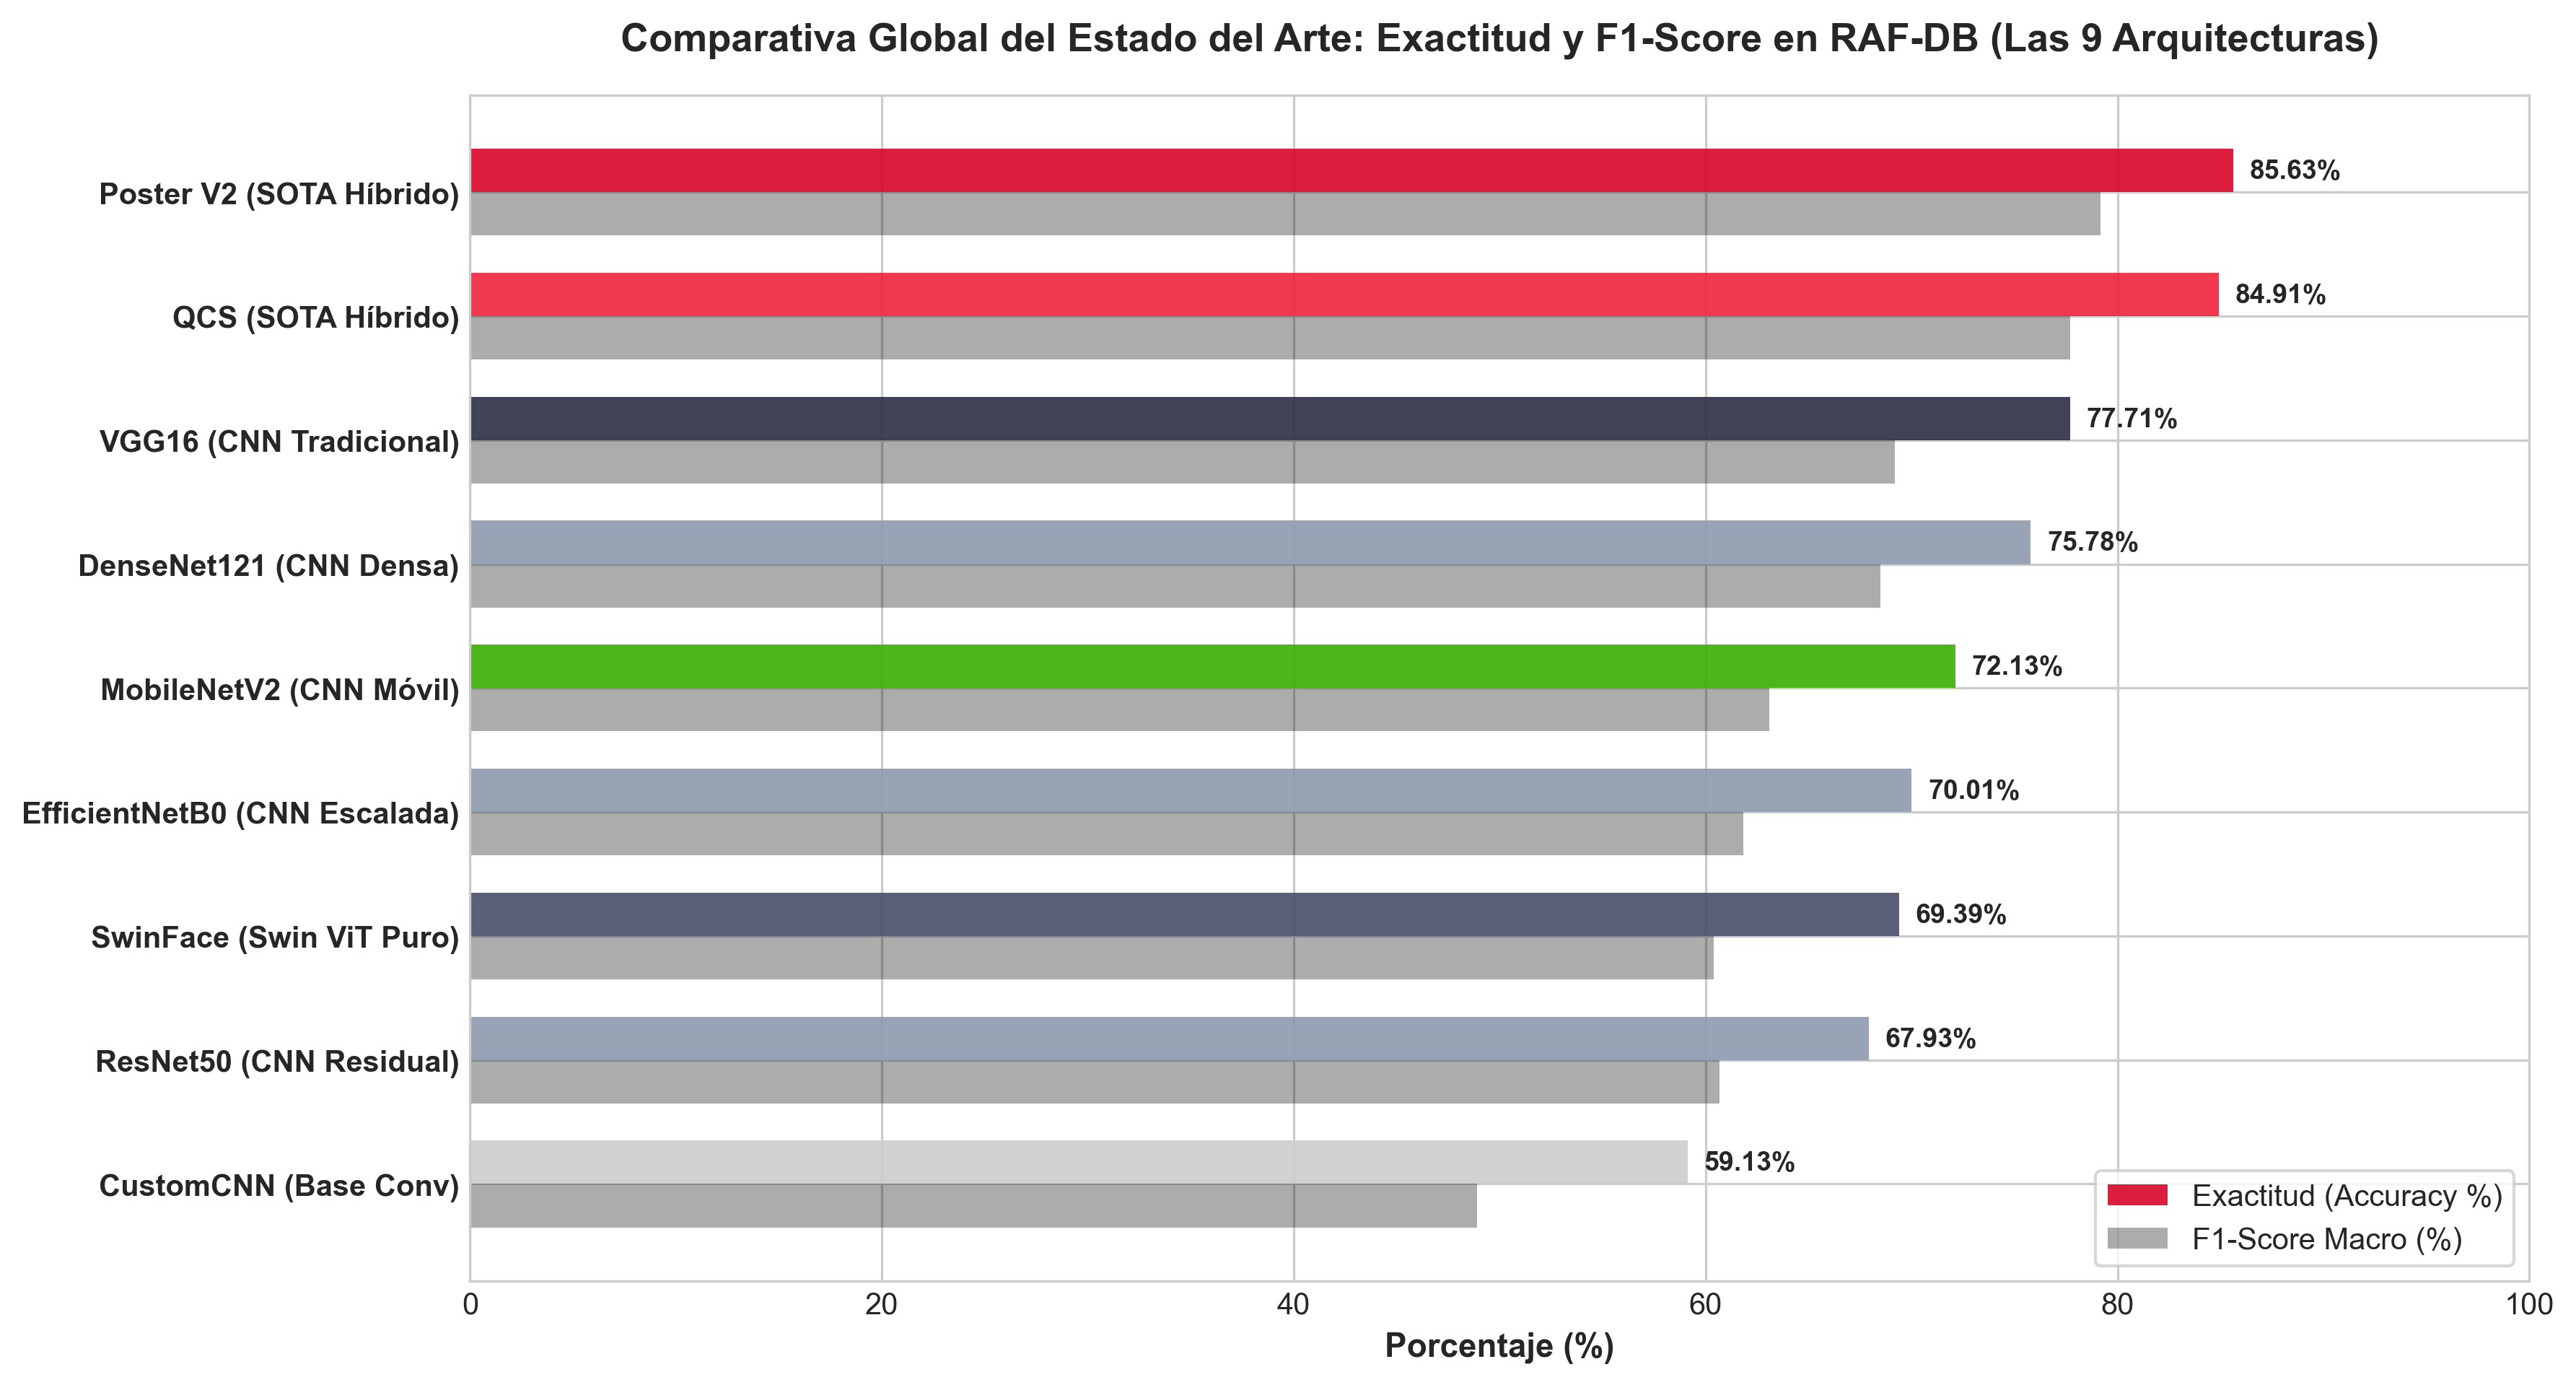 Comparativa Global del Estado del Arte: Exactitud y F1-Score en RAF-DB (Las 9 Arquitecturas)
Poster V2 (SOTA Híbrido)
85.63%
QCS (SOTA Híbrido)
84.91%
VGG16 (CNN Tradicional)
77.71%
DenseNet121 (CNN Densa)
75.78%
MobileNetV2 (CNN Móvil)
72.13%
EfficientNetB0 (CNN Escalada)
70.01%
SwinFace (Swin ViT Puro)
69.39%
ResNet50 (CNN Residual)
67.93%
CustomCNN (Base Conv)
59.13%
Exactitud (Accuracy %)
F1-Score Macro (%)
0 20 40 60 80 100
Porcentaje (%)